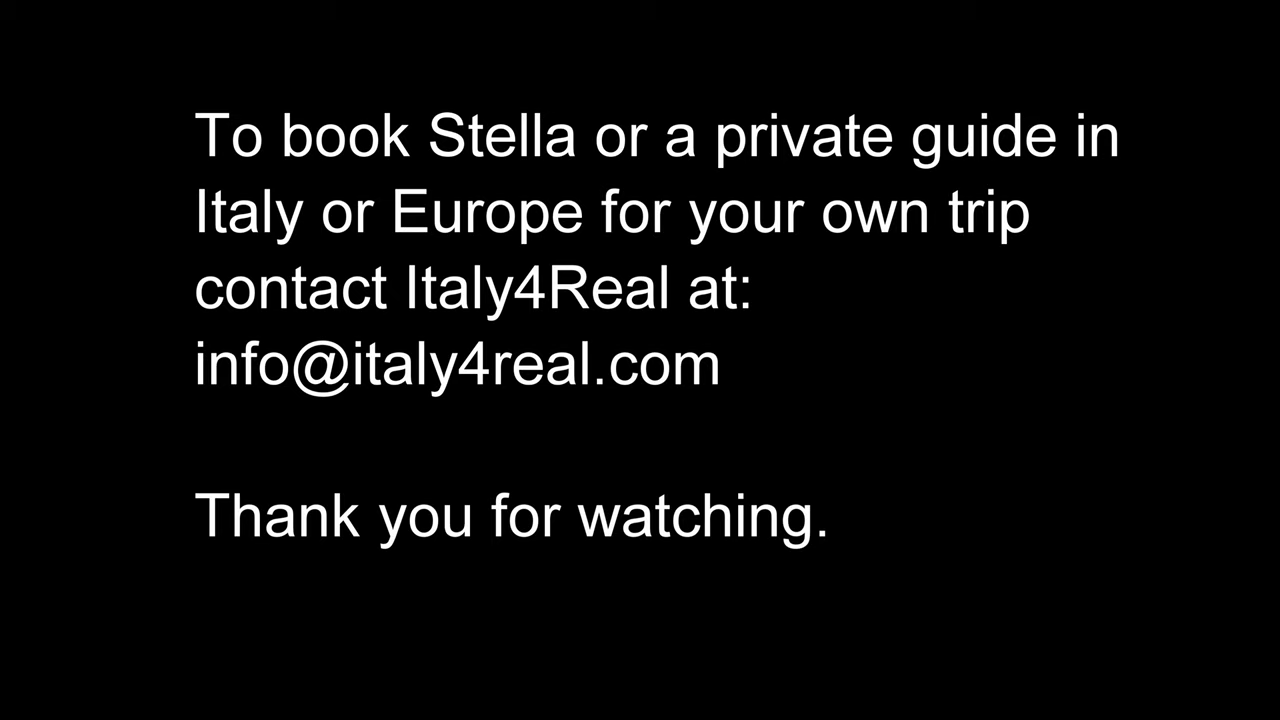 To book Stella or a private guide in
Italy or Europe for your own trip
contact Italy4Real at:
info@italy4real.com
Thank you for watching.